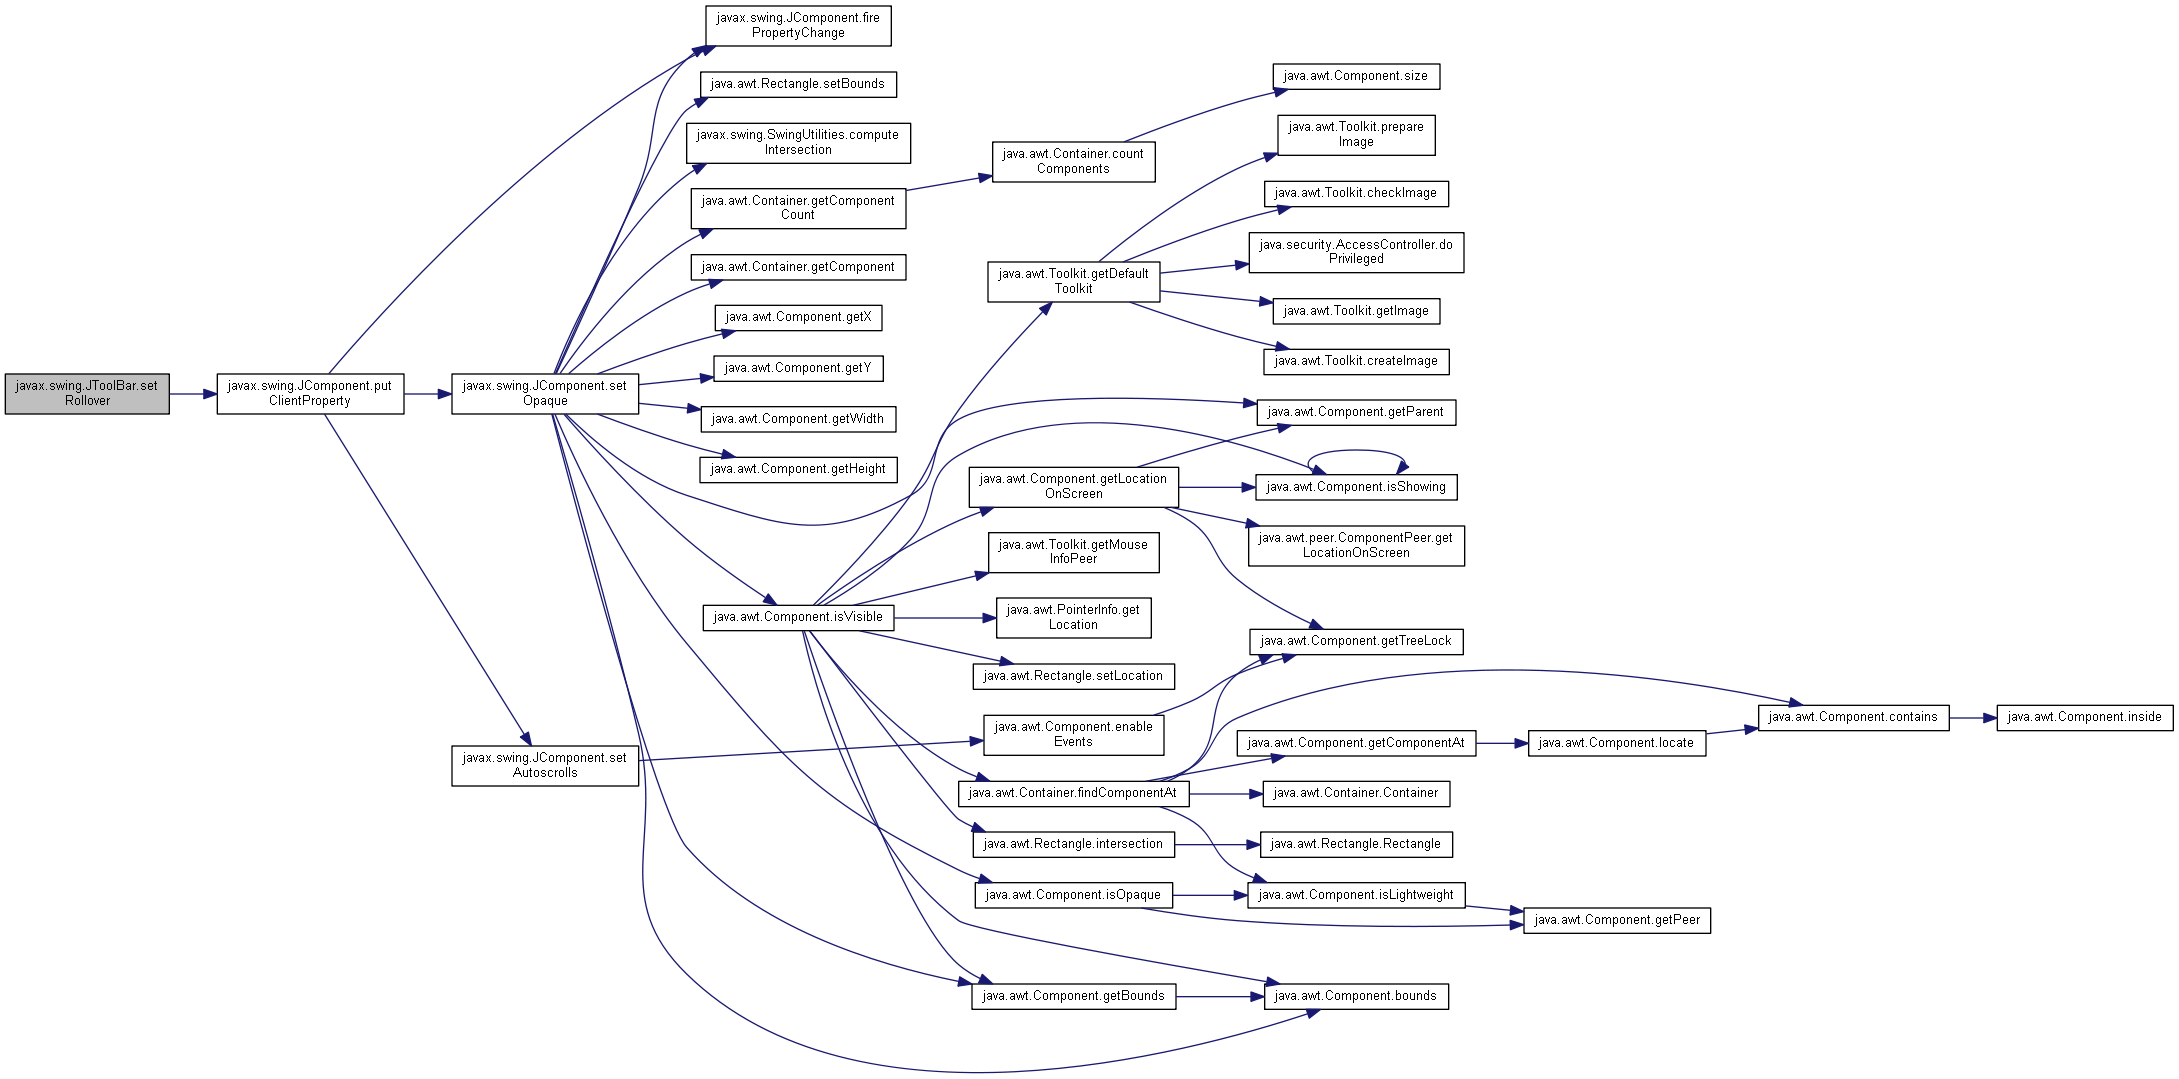 javax.swing.JToolBar.set
Rollover
javax.swing.JComponent.put
ClientProperty
javax.swing.JComponent.set
Opaque
javax.swing.JComponent.set
Autoscrolls
javax.swing.JComponent.fire
PropertyChange
java.awt.Rectangle.setBounds
javax.swing.SwingUtilities.compute
Intersection
java.awt.Container.getComponent
Count
java.awt.Container.getComponent
java.awt.Component.getX
java.awt.Component.getY
java.awt.Component.getWidth
java.awt.Component.getHeight
java.awt.Component.isVisible
java.awt.Container.count
Components
java.awt.Toolkit.getDefault
Toolkit
java.awt.Component.getLocation
OnScreen
java.awt.Toolkit.getMouse
InfoPeer
java.awt.PointerInfo.get
Location
java.awt.Rectangle.setLocation
java.awt.Component.enable
Events
java.awt.Container.findComponentAt
java.awt.Rectangle.intersection
java.awt.Component.isOpaque
java.awt.Component.getBounds
java.awt.Component.size
java.awt.Toolkit.prepare
Image
java.awt.Toolkit.checkImage
java.security.AccessController.do
Privileged
java.awt.Toolkit.getImage
java.awt.Toolkit.createImage
java.awt.Component.getParent
java.awt.Component.isShowing
java.awt.peer.ComponentPeer.get
LocationOnScreen
java.awt.Component.getTreeLock
java.awt.Component.getComponentAt
java.awt.Container.Container
java.awt.Rectangle.Rectangle
java.awt.Component.isLightweight
java.awt.Component.bounds
java.awt.Component.locate
java.awt.Component.getPeer
java.awt.Component.contains
java.awt.Component.inside